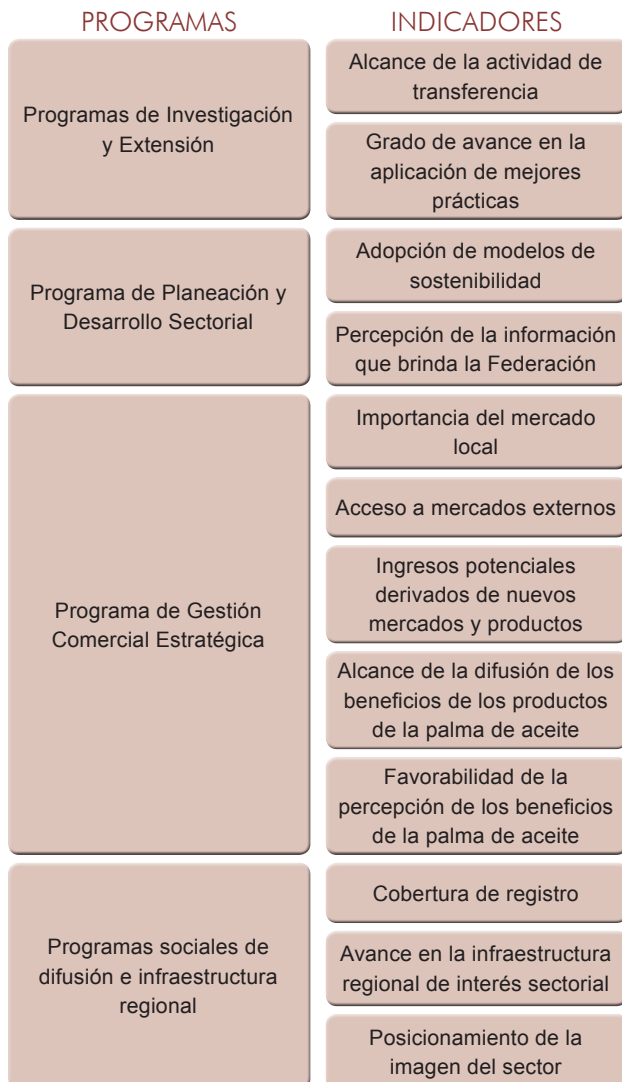 PROGRAMAS
INDICADORES
Programas de Investigación
y Extensión
Alcance de la actividad de
transferencia
Grado de avance en la
aplicación de mejores
prácticas
Programa de Planeación y
Desarrollo Sectorial
Adopción de modelos de
sostenibilidad
Percepción de la información
que brinda la Federación
Programa de Gestión
Comercial Estratégica
Importancia del mercado
local
Acceso a mercados externos
Ingresos potenciales
derivados de nuevos
mercados y productos
Alcance de la difusión de los
beneficios de los productos
de la palma de aceite
Favorabilidad de la
percepción de los beneficios
de la palma de aceite
Programas sociales de
difusión e infraestructura
regional
Cobertura de registro
Avance en la infraestructura
regional de interés sectorial
Posicionamiento de la
imagen del sector